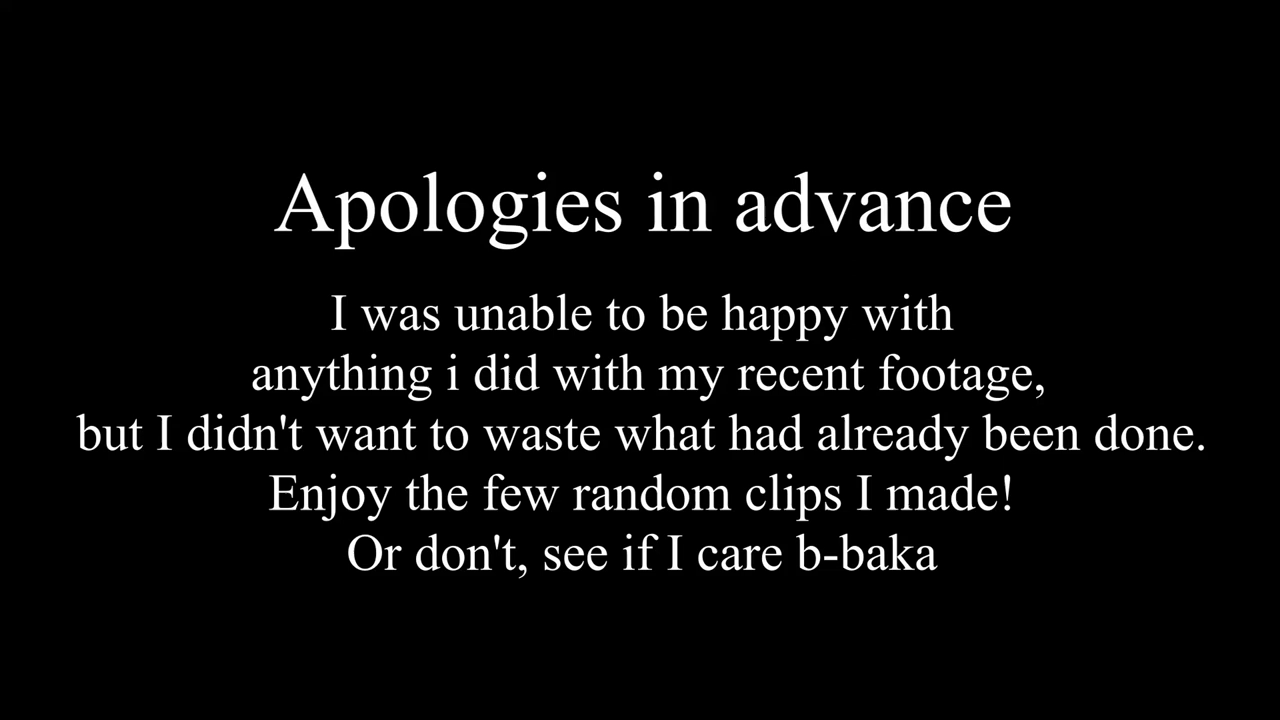 Apologies in advance
I was unable to be happy with
anything i did with my recent footage,
but I didn't want to waste what had already been done.
Enjoy the few random clips I made!
Or don't, see if I care b-baka